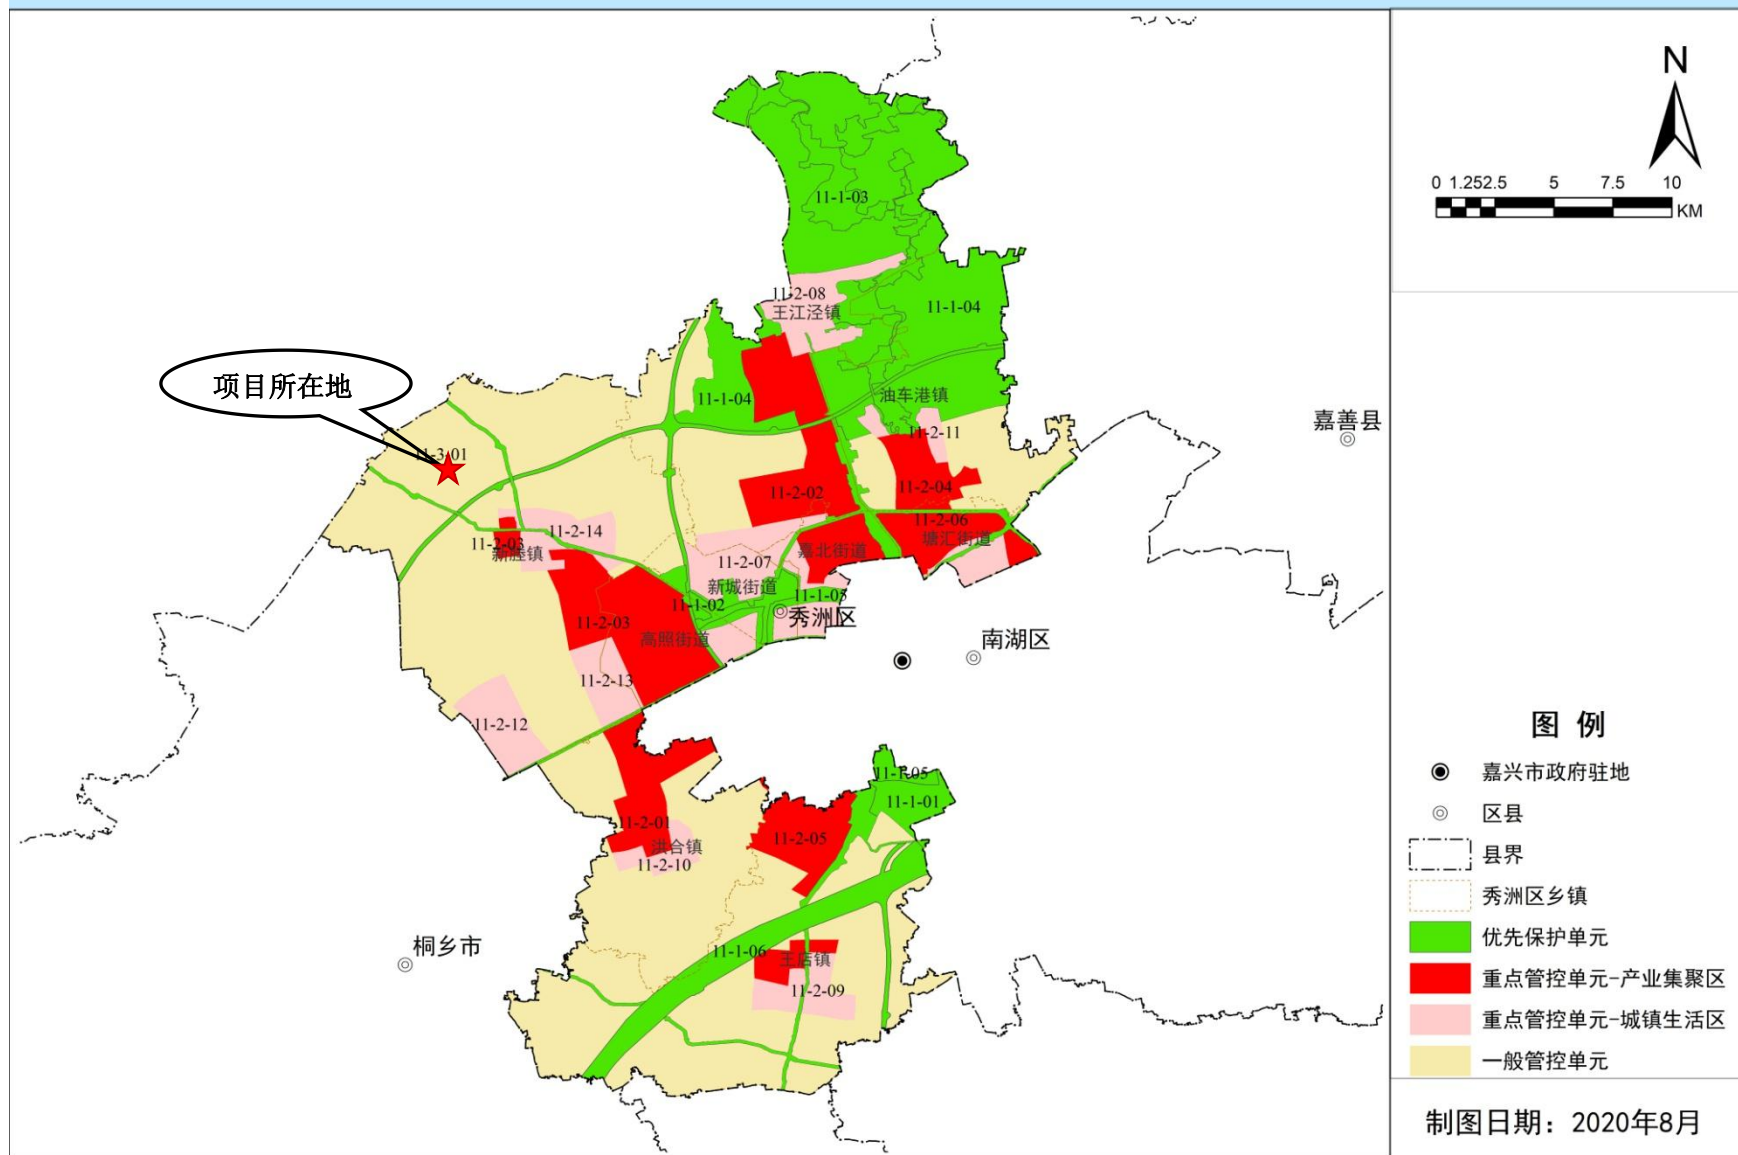 N
0 1.252.5 5 7.5 10
KM
11-1-03
11-2-08
王江泾镇
11-1-04
项目所在地
11-1-04
油车港镇
嘉善县
11-2-11
11-3-01
11-2-02
11-2-04
11-2-06
塘汇街道
11-2-14
11-2-03
新塍镇
嘉北街道
11-2-07
新城街道
11-1-05
11-1-02
秀洲区
11-2-03
高照街道
南湖区
11-2-13
11-2-12
11-1-05
11-1-01
11-2-01
11-2-05
洪合镇
11-2-10
桐乡市
11-1-06
王店镇
11-2-09
图 例
嘉兴市政府驻地
区县
县界
秀洲区乡镇
优先保护单元
重点管控单元-产业集聚区
重点管控单元-城镇生活区
一般管控单元
制图日期：2020年8月